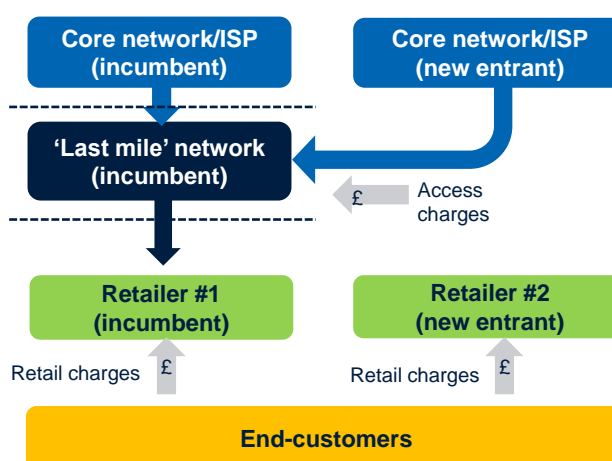 Core network/ISP
(incumbent)
Core network/ISP
(new entrant)
‘Last mile’ network
(incumbent)
£
Access
charges
Retailer #1
(incumbent)
Retailer #2
(new entrant)
Retail charges
£
Retail charges
£
End-customers